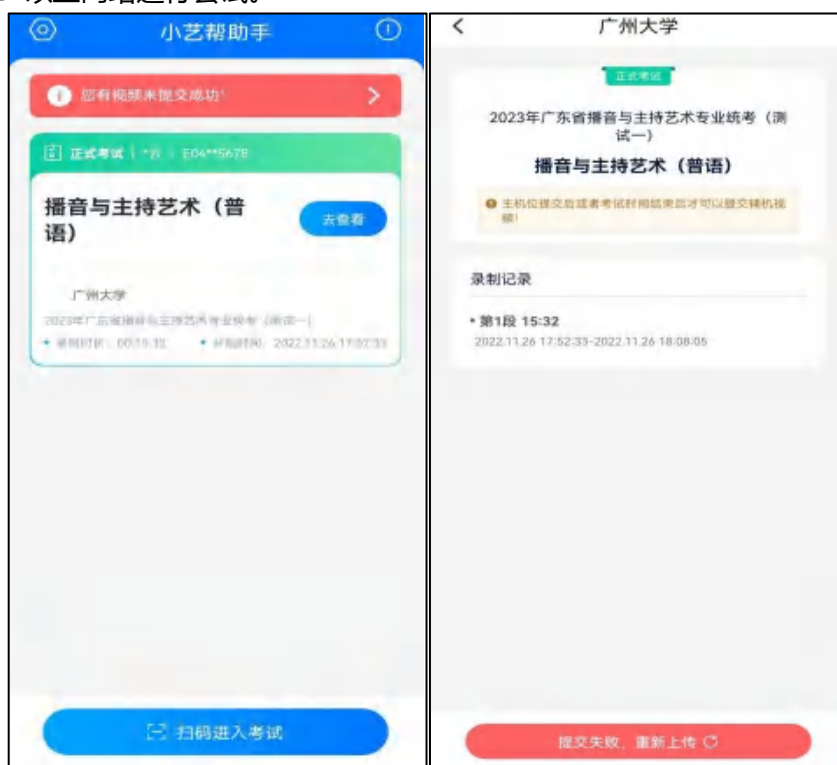 小艺帮助手
您有视频未提交成功!
正式考试
播音与主持艺术（普
语）
去查看
广州大学
2023年广东省播音与主持艺术专业统考（测试一）
扫码进入考试
广州大学
正式考试
2023年广东省播音与主持艺术专业统考（测
试一）
播音与主持艺术（普语）
主机位提交后或者考试时间结束后才可以提交辅机视
频!
录制记录
• 第1段 15:32
2022.11.26 17:52:33-2022.11.26 18:08:05
提交失败，重新上传